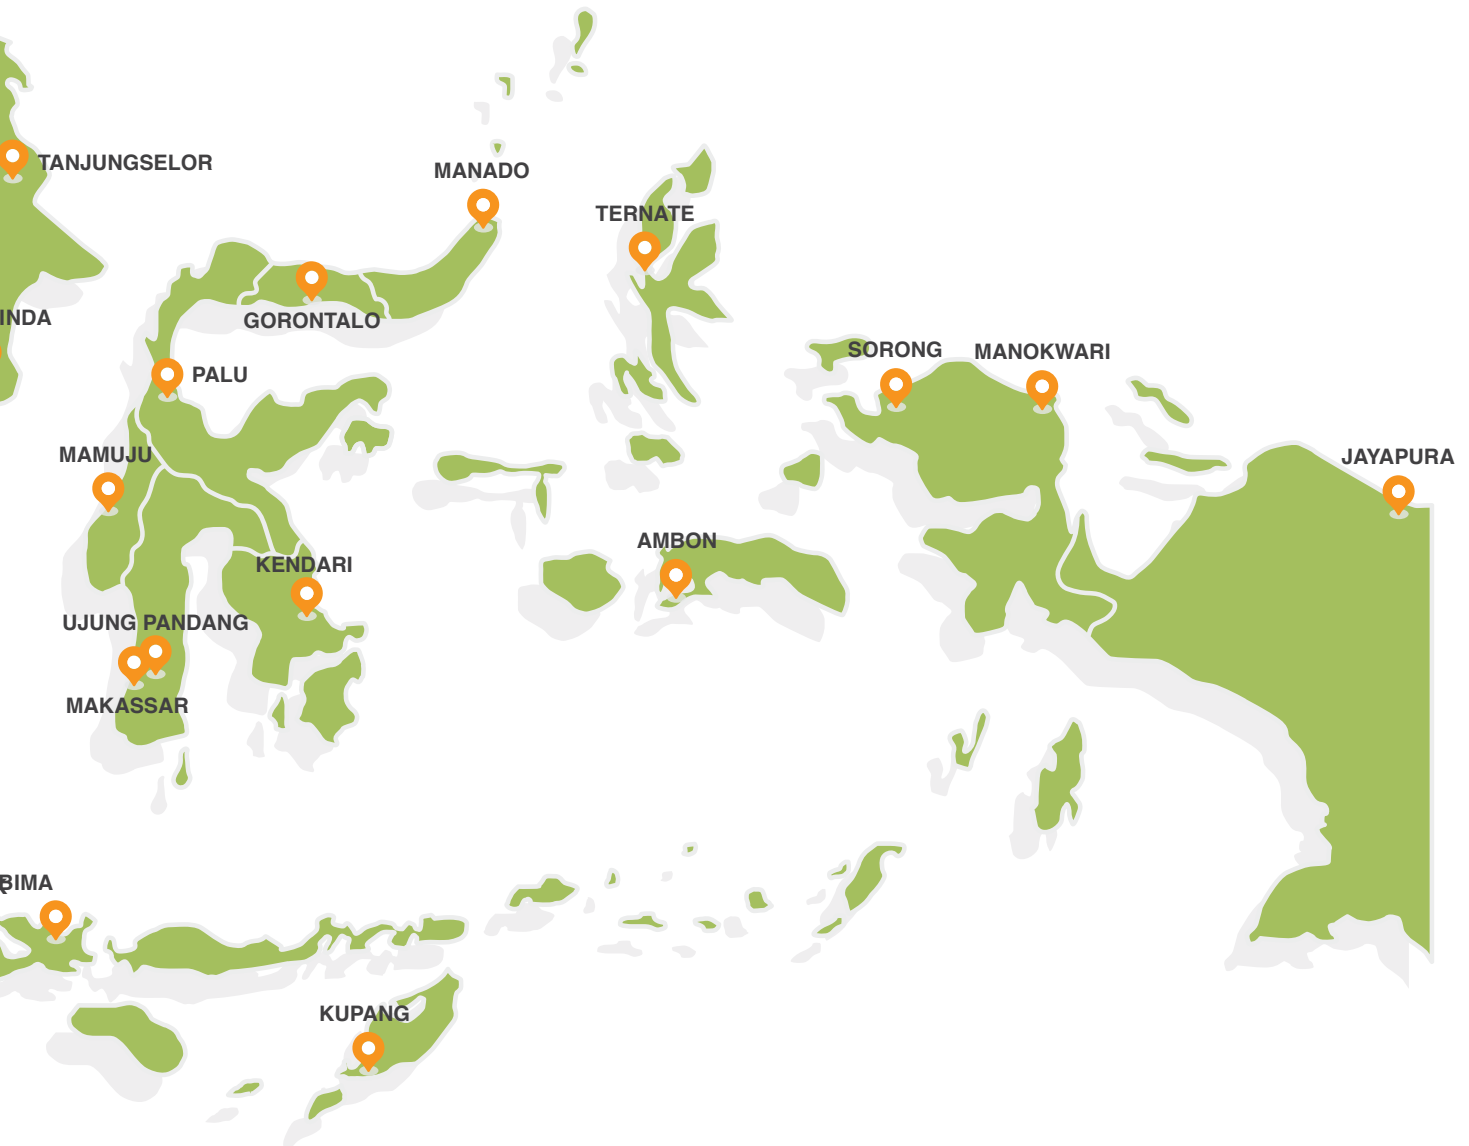 TANJUNGSELOR
MANADO
TERNATE
INDA
GORONTALO
SORONG
MANOKWARI
PALU
MAMUJU
JAYAPURA
AMBON
KENDARI
UJUNG PANDANG
MAKASSAR
BIMA
KUPANG